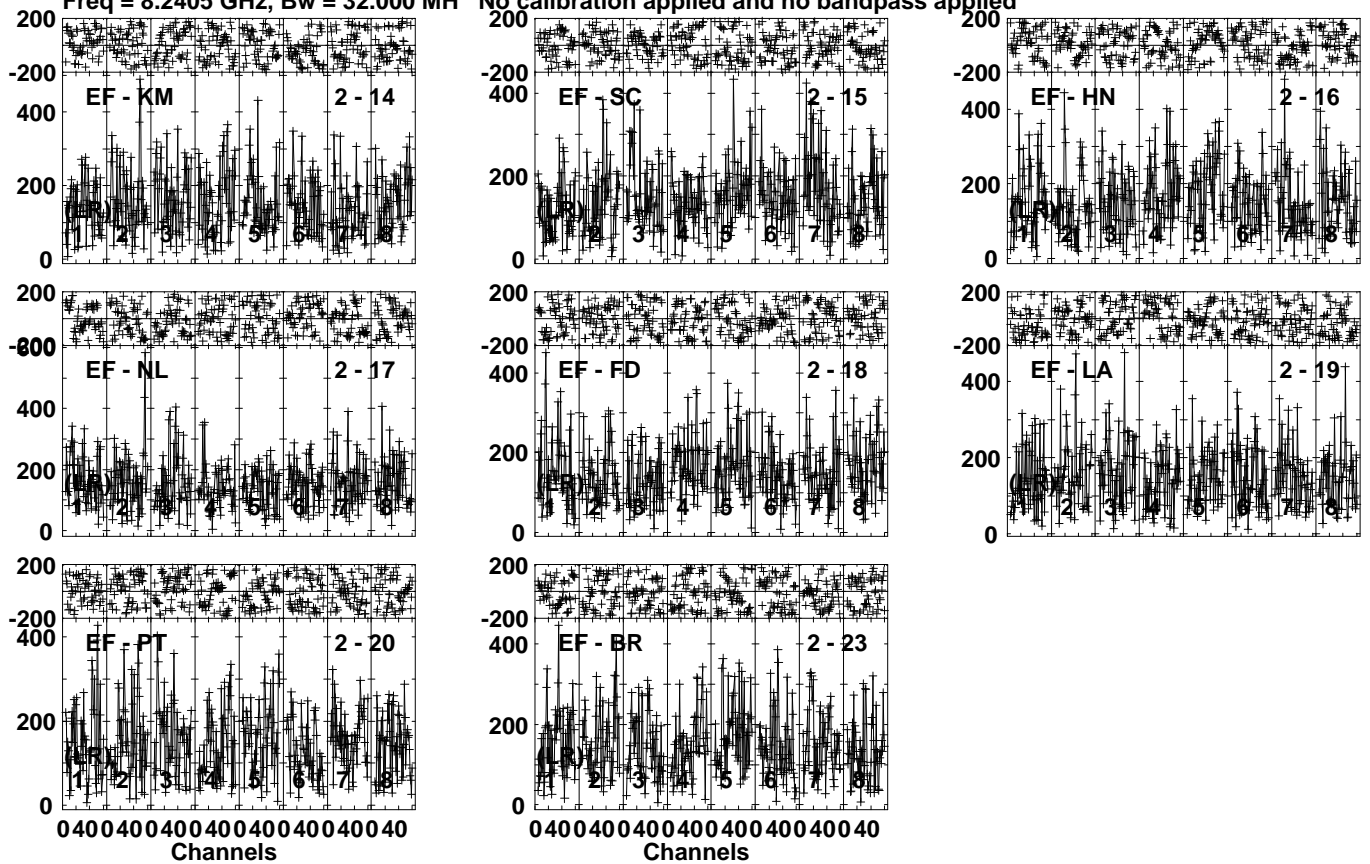 Freq = 8.2405 GHz, Bw = 32.000 MH No calibration applied and no bandpass applied
200 200 200
-200 -200 -200
EF - KM 2 - 14 EF - SC 2 - 15 EF - HN 2 - 16
400 400 400
200 200 200
(LR) (LR) (LR)
1 2 3 4 5 6 7 8 1 2 3 4 5 6 7 8 1 2 3 4 5 6 7 8
0 0 0
200 200 200
-200 -200
EF - NL 2 - 17 EF - FD 2 - 18 EF - LA 2 - 19
400 400 400
200 200 200
(LR) (LR) (LR)
1 2 3 4 5 6 7 8 1 2 3 4 5 6 7 8 1 2 3 4 5 6 7 8
0 0 0
200 200
-200 -200
EF - PT 2 - 20 EF - BR 2 - 23
400 400
200 200
(LR) (LR)
1 2 3 4 5 6 7 8 1 2 3 4 5 6 7 8
0 0
0 40 0 40 0 40 0 40 0 40 0 40 0 40 0 40 0 40 0 40 0 40 0 40 0 40 0 40 0 40 0 40
Channels Channels